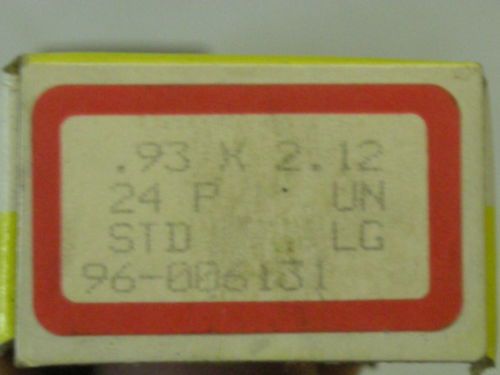 .93 X 2.12
24 P UN
STD LG
96-006131